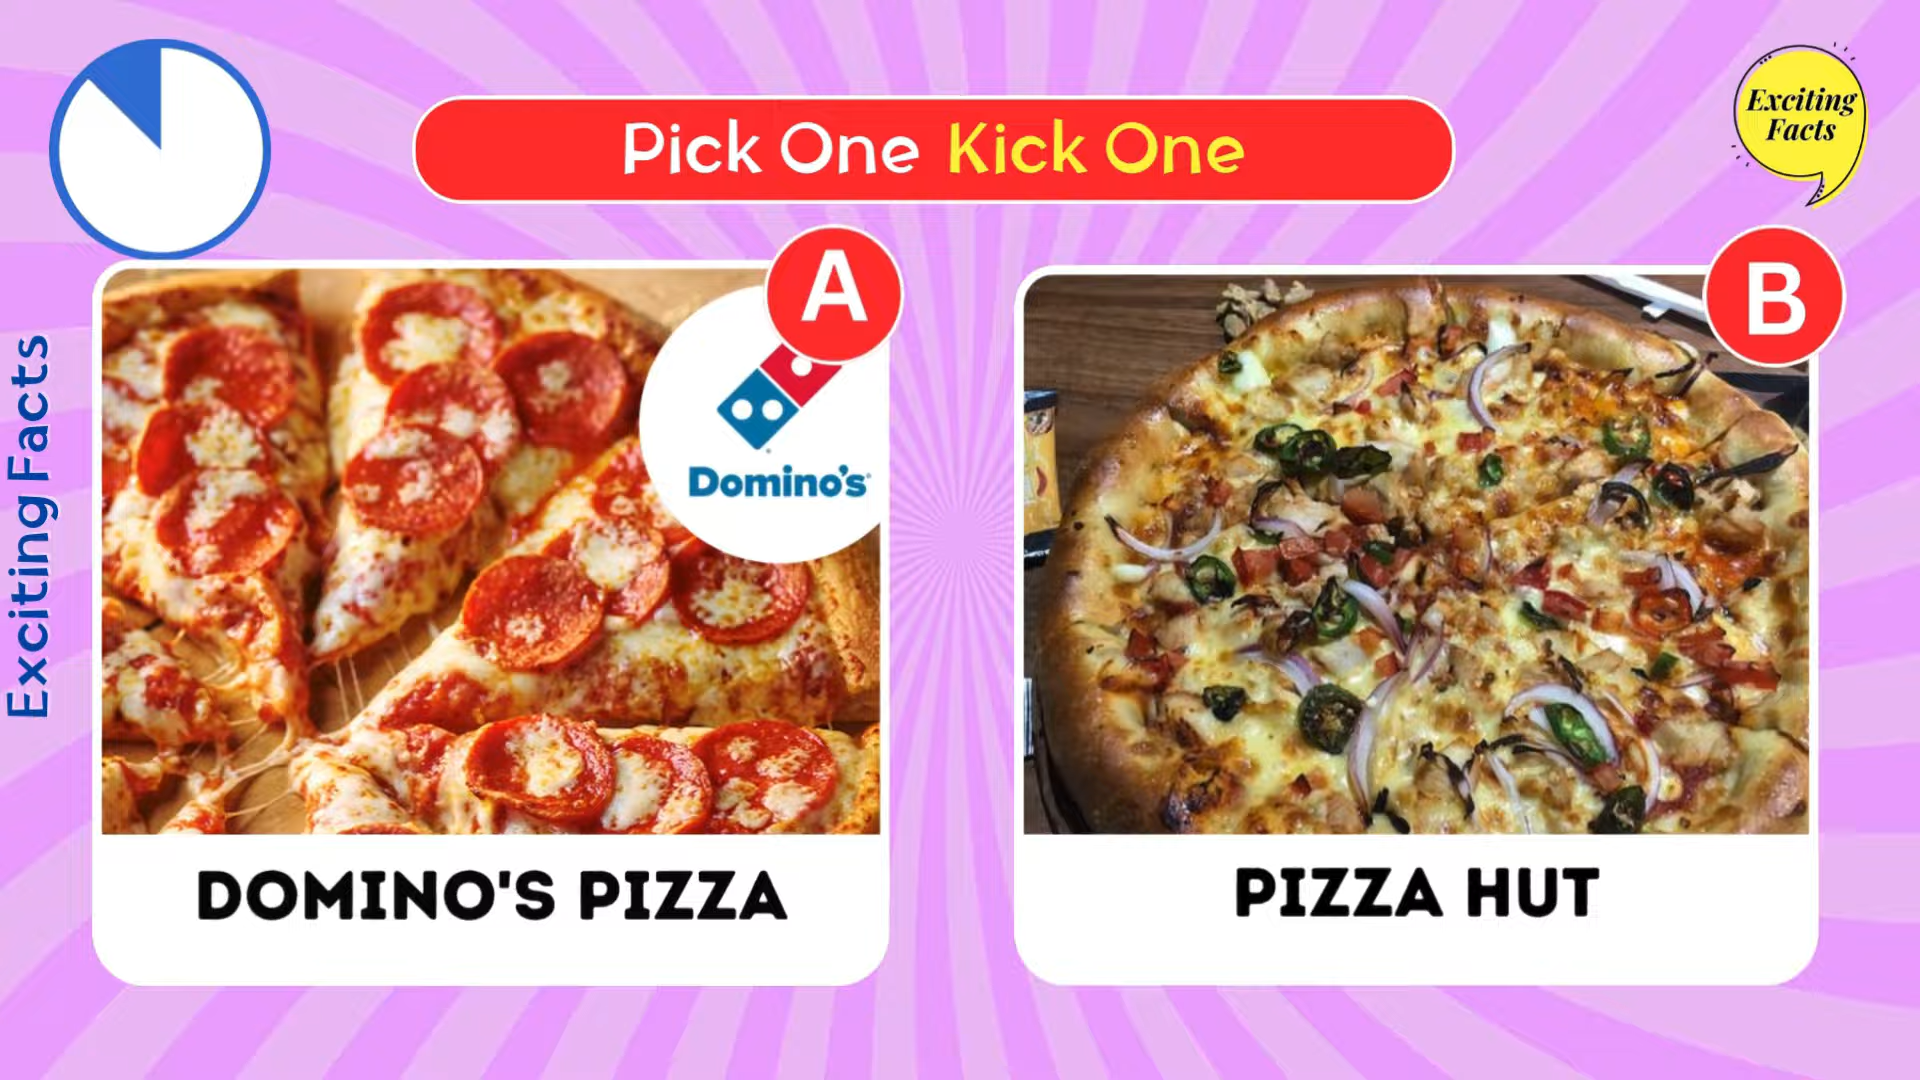 Pick One Kick One
Exciting
Facts
Exciting Facts
A
Domino's
DOMINO'S PIZZA
B
PIZZA HUT